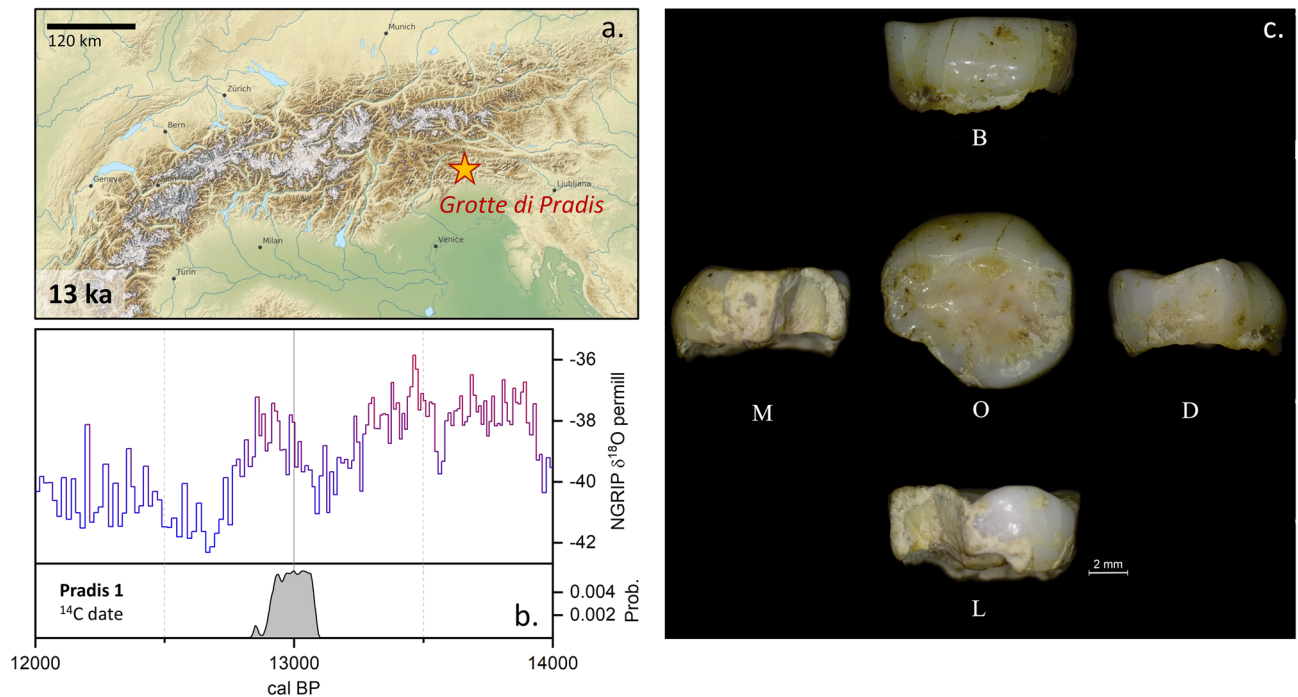 a.
120 km
Munich
Zürich
Bern
Geneva
Ljubljana
Grotte di Pradis
Milan
Venice
Turin
13 ka
-36
-38
-40
-42
NGRIP δ¹⁸O permill
Pradis 1
¹⁴C date
b.
0.004
0.002
Prob.
12000
13000
14000
cal BP
c.
B
M
O
D
L
2 mm